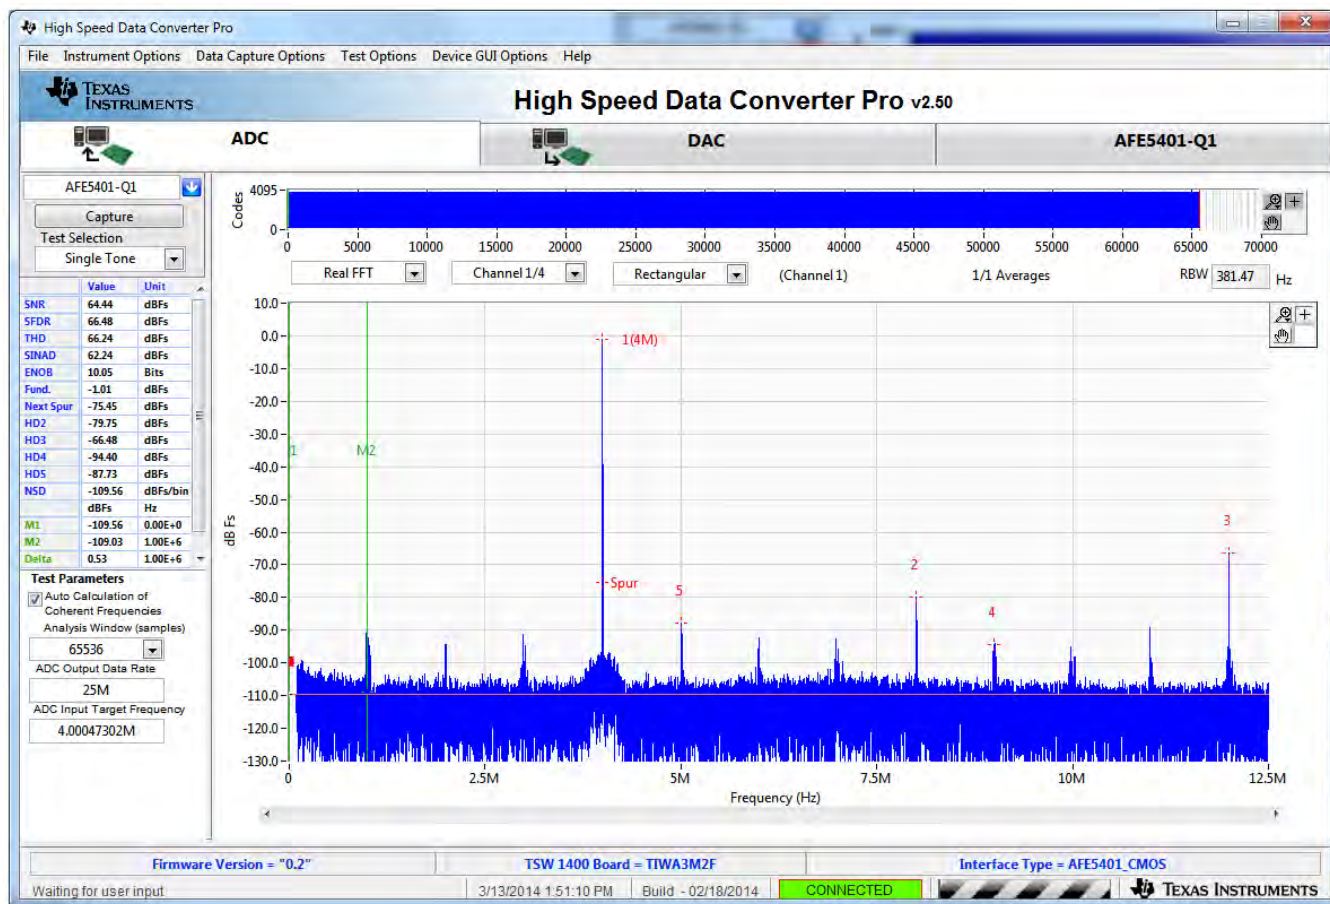 High Speed Data Converter Pro
File Instrument Options Data Capture Options Test Options Device GUI Options Help
TEXAS INSTRUMENTS
High Speed Data Converter Pro v2.50
ADC DAC AFE5401-Q1
AFE5401-Q1
Capture
Test Selection
Single Tone
Codes
4095
0
0 5000 10000 15000 20000 25000 30000 35000 40000 45000 50000 55000 60000 65000 70000
Real FFT Channel 1/4 Rectangular (Channel 1) 1/1 Averages RBW 381.47 Hz
Value Unit
SNR 64.44 dBFs
SFDR 66.48 dBFs
THD 66.24 dBFs
SINAD 62.24 dBFs
ENOB 10.05 Bits
Fund. -1.01 dBFs
Next Spur -75.45 dBFs
HD2 -79.75 dBFs
HD3 -66.48 dBFs
HD4 -94.40 dBFs
HD5 -87.73 dBFs
NSD -109.56 dBFs/bin
dBFs Hz
M1 -109.56 0.00E+0
M2 -109.03 1.00E+6
Delta 0.53 1.00E+6
Test Parameters
Auto Calculation of
Coherent Frequencies
Analysis Window (samples)
65536
ADC Output Data Rate
25M
ADC Input Target Frequency
4.00047302M
dB Fs
10.0
0.0
-10.0
-20.0
-30.0
-40.0
-50.0
-60.0
-70.0
-80.0
-90.0
-100.0
-110.0
-120.0
-130.0
1(4M)
1 M2
3
2
Spur
5
4
0 2.5M 5M 7.5M 10M 12.5M
Frequency (Hz)
Firmware Version = "0.2" TSW 1400 Board = TIWA3M2F Interface Type = AFE5401_CMOS
Waiting for user input 3/13/2014 1:51:10 PM Build - 02/18/2014 CONNECTED TEXAS INSTRUMENTS